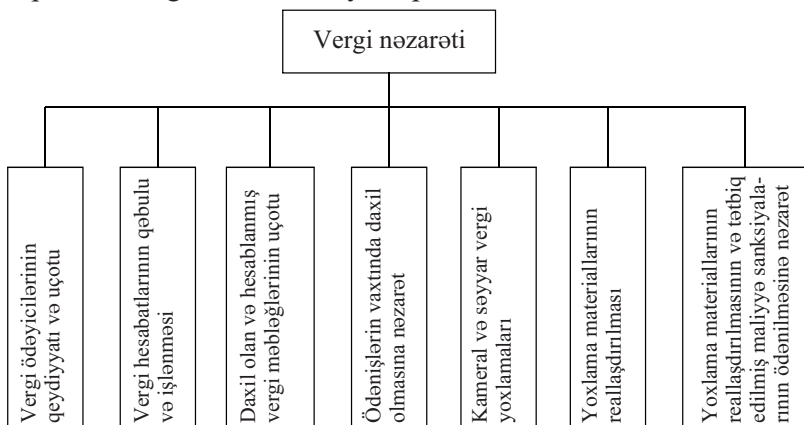 Vergi nəzarəti
Vergi ödəyicilərinin
qeydiyyatı və uçotu
Vergi hesabatlarının qəbulu
və işlənməsi
Daxil olan və hesablanmış
vergi məbləğlərinin uçotu
Ödənişlərin vaxtında daxil
olmasına nəzarət
Kameral və səyyar vergi
yoxlamaları
Yoxlama materiallarının
reallaşdırılması
Yoxlama materiallarının
reallaşdırılmasının və tətbiq
edilmiş maliyyə sanksiyala-
rının ödənilməsinə nəzarət